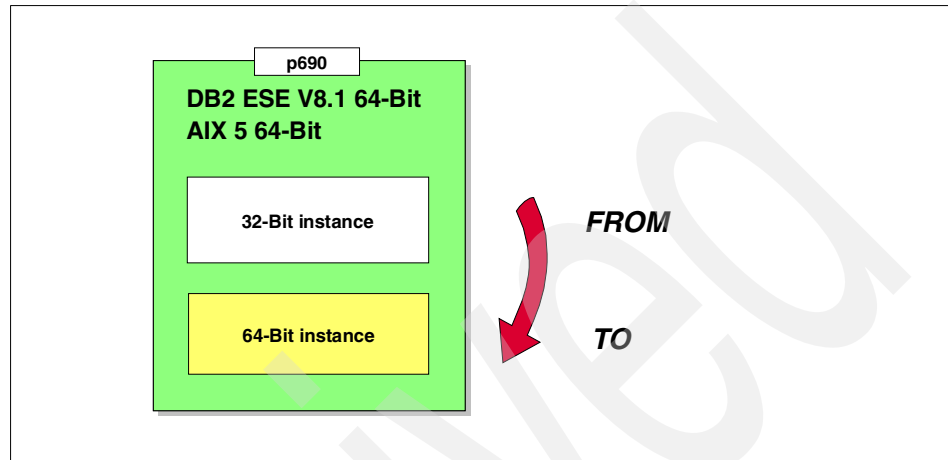 p690
DB2 ESE V8.1 64-Bit
AIX 5 64-Bit
32-Bit instance
FROM
64-Bit instance
TO